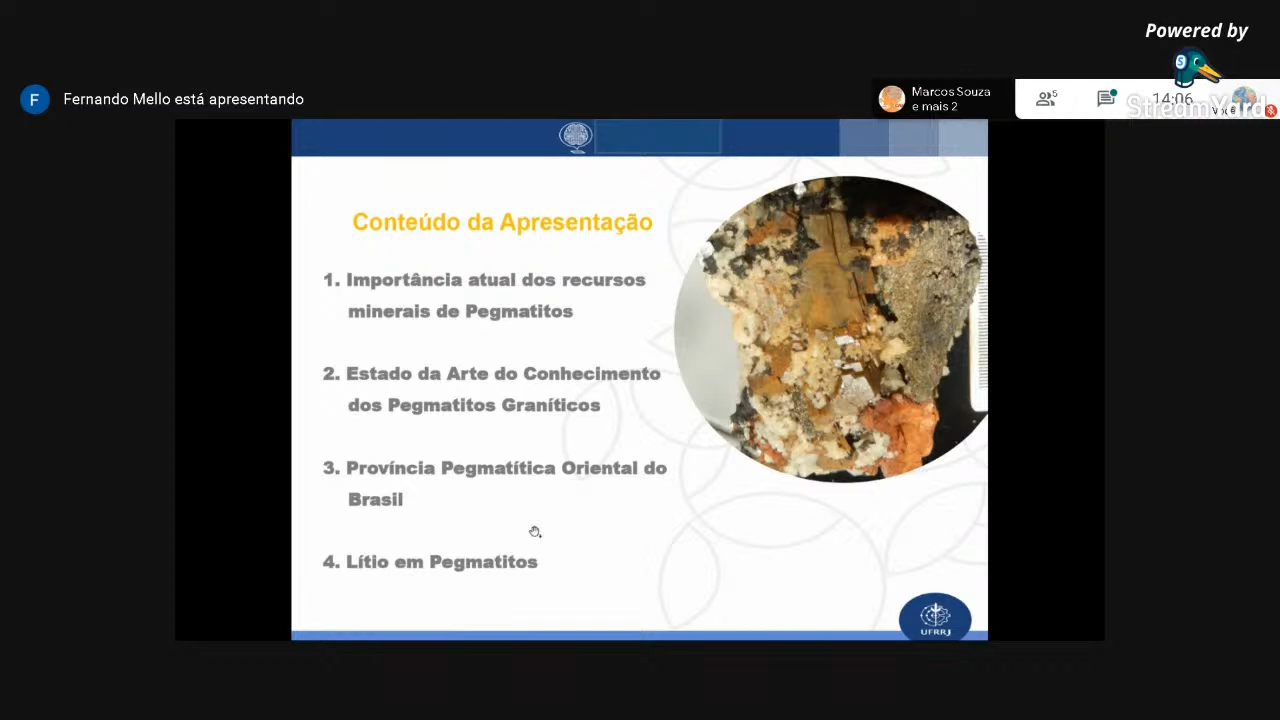 Powered by
StreamYard
Fernando Mello está apresentando
Marcos Souza
e mais 2
5
14:06
Você
Conteúdo da Apresentação
1. Importância atual dos recursos
minerais de Pegmatitos
2. Estado da Arte do Conhecimento
dos Pegmatitos Graníticos
3. Província Pegmatítica Oriental do
Brasil
4. Lítio em Pegmatitos
UFRRJ
F
S